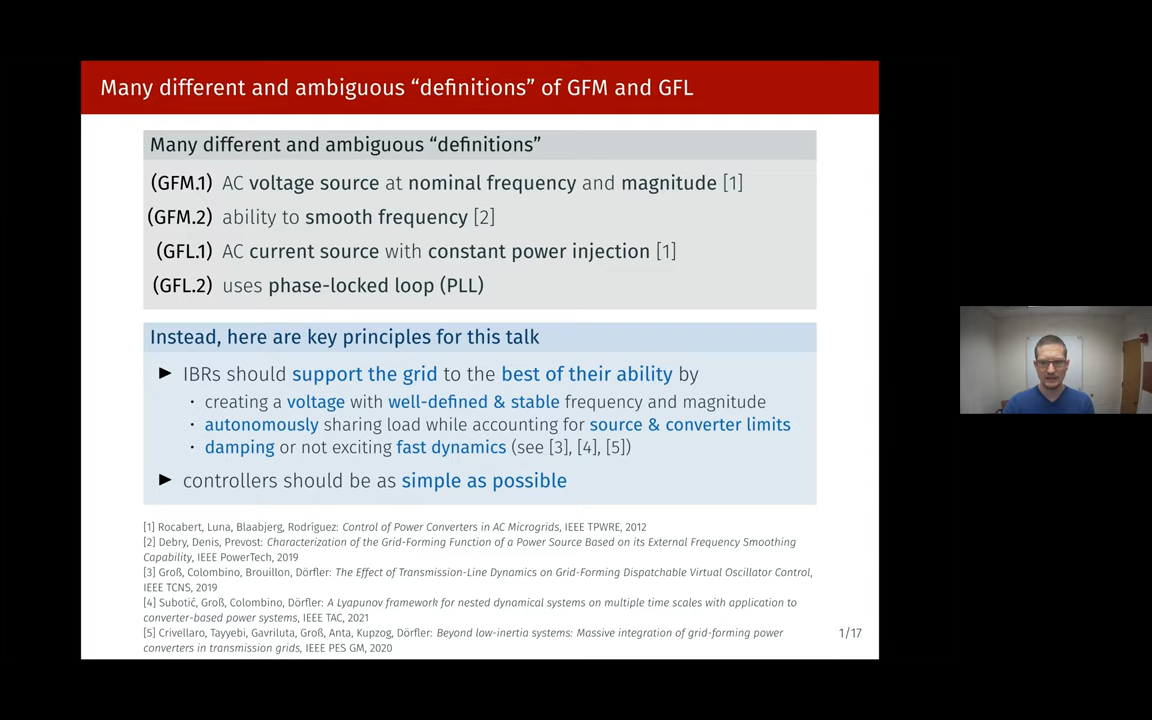 Many different and ambiguous “definitions” of GFM and GFL
Many different and ambiguous “definitions”
(GFM.1) AC voltage source at nominal frequency and magnitude [1]
(GFM.2) ability to smooth frequency [2]
(GFL.1) AC current source with constant power injection [1]
(GFL.2) uses phase-locked loop (PLL)
Instead, here are key principles for this talk
► IBRs should support the grid to the best of their ability by
· creating a voltage with well-defined & stable frequency and magnitude
· autonomously sharing load while accounting for source & converter limits
· damping or not exciting fast dynamics (see [3], [4], [5])
► controllers should be as simple as possible
[1] Rocabert, Luna, Blaabjerg, Rodríguez: Control of Power Converters in AC Microgrids, IEEE TPWRE, 2012
[2] Debry, Denis, Prevost: Characterization of the Grid-Forming Function of a Power Source Based on its External Frequency Smoothing
Capability, IEEE PowerTech, 2019
[3] Groß, Colombino, Brouillon, Dörfler: The Effect of Transmission-Line Dynamics on Grid-Forming Dispatchable Virtual Oscillator Control,
IEEE TCNS, 2019
[4] Subotić, Groß, Colombino, Dörfler: A Lyapunov framework for nested dynamical systems on multiple time scales with application to
converter-based power systems, IEEE TAC, 2021
[5] Crivellaro, Tayyebi, Gavriluta, Groß, Anta, Kupzog, Dörfler: Beyond low-inertia systems: Massive integration of grid-forming power
converters in transmission grids, IEEE PES GM, 2020
1/17